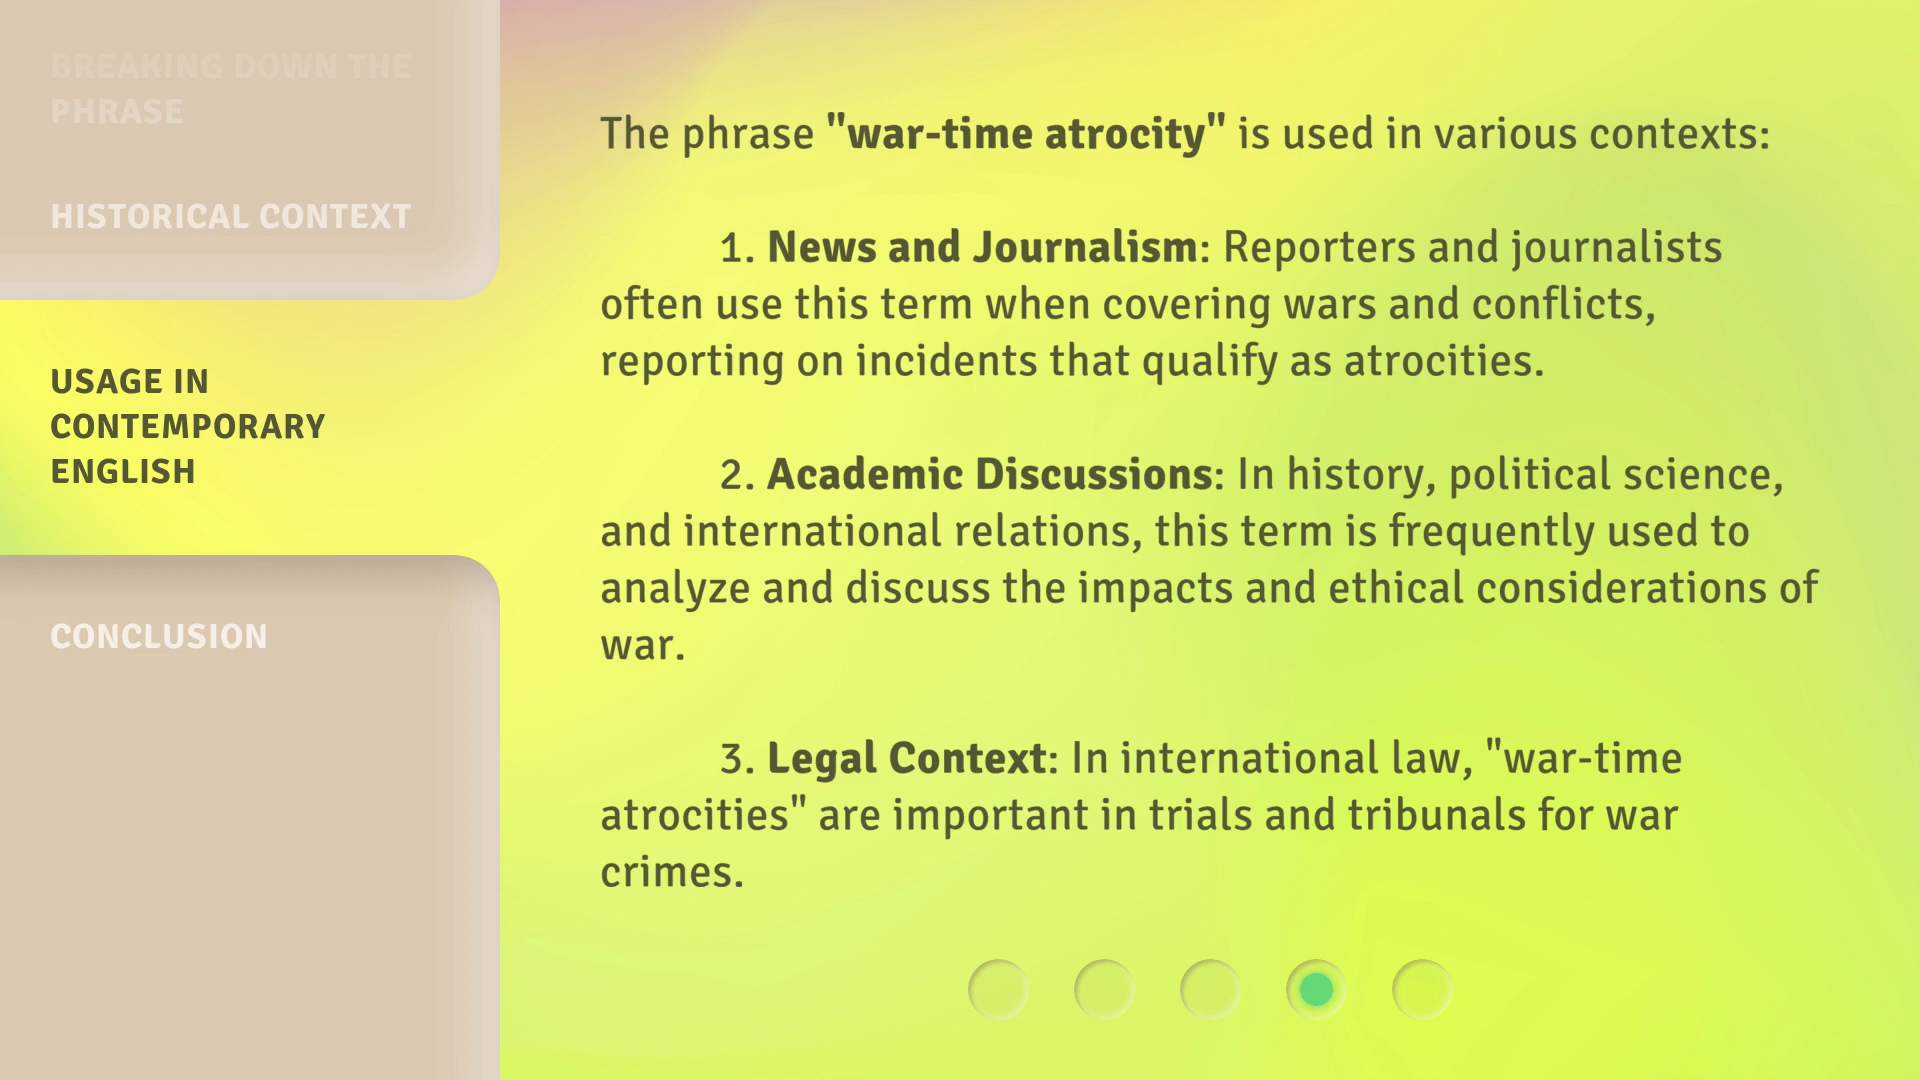 BREAKING DOWN THE
PHRASE
HISTORICAL CONTEXT
USAGE IN
CONTEMPORARY
ENGLISH
CONCLUSION
The phrase "war-time atrocity" is used in various contexts:
1. News and Journalism: Reporters and journalists
often use this term when covering wars and conflicts,
reporting on incidents that qualify as atrocities.
2. Academic Discussions: In history, political science,
and international relations, this term is frequently used to
analyze and discuss the impacts and ethical considerations of
war.
3. Legal Context: In international law, "war-time
atrocities" are important in trials and tribunals for war
crimes.